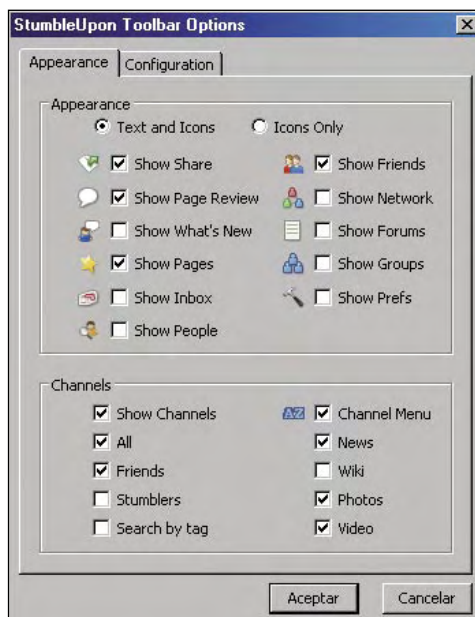 StumbleUpon Toolbar Options
Appearance Configuration
Appearance
Text and Icons Icons Only
Show Share Show Friends
Show Page Review Show Network
Show What's New Show Forums
Show Pages Show Groups
Show Inbox Show Prefs
Show People
Channels
Show Channels AZ Channel Menu
All News
Friends Wiki
Stumblers Photos
Search by tag Video
Aceptar Cancelar